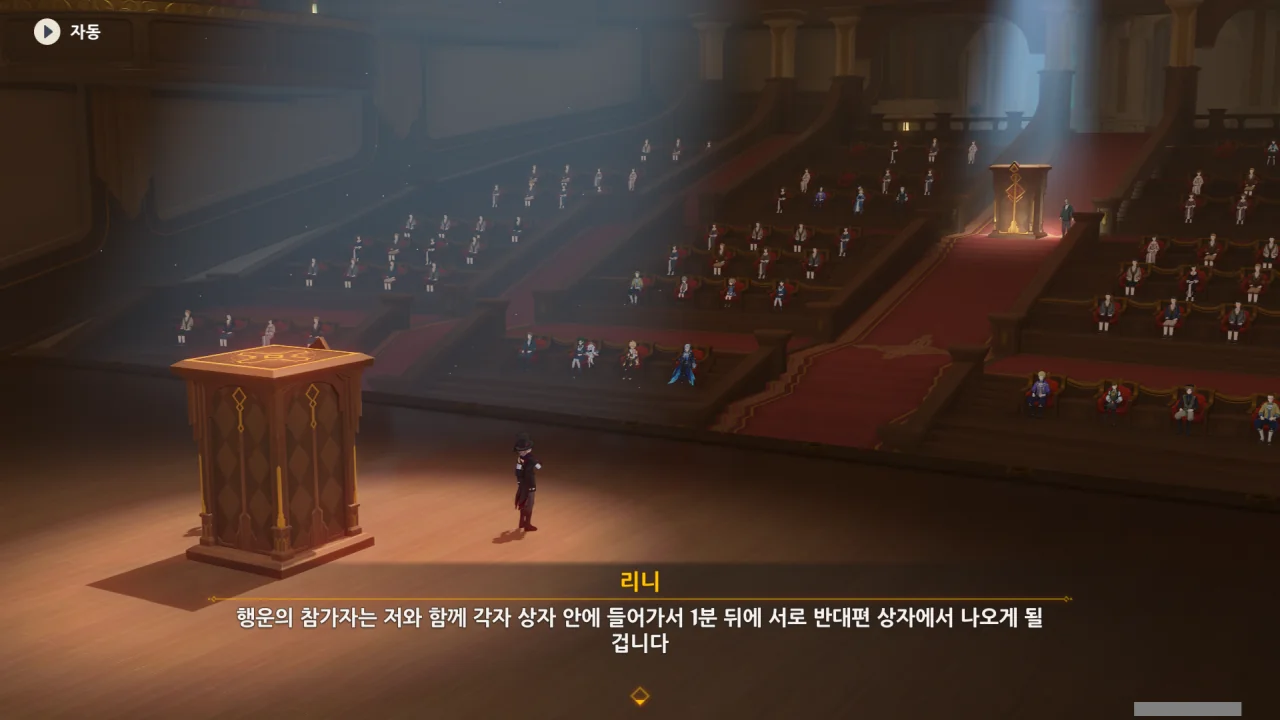 자동
리니
행운의 참가자는 저와 함께 각자 상자 안에 들어가서 1분 뒤에 서로 반대편 상자에서 나오게 될
겁니다